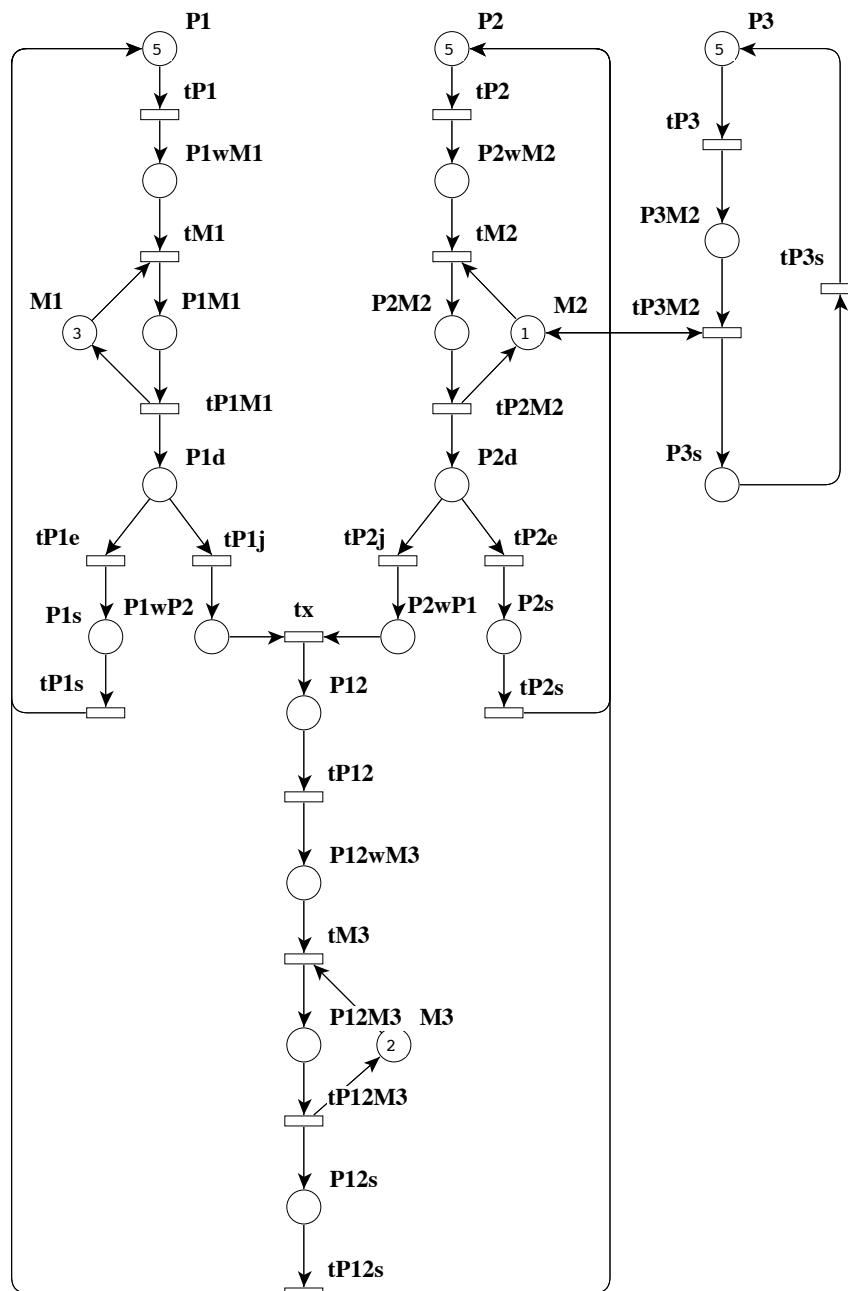 P1 P2 P3
5 5 5
tP1 tP2 tP3
P1wM1 P2wM2
P3M2
tM1 tM2 tP3s
M1 P1M1 P2M2 M2 tP3M2
3 1
tP1M1 tP2M2
P1d P2d P3s
tP1e tP1j tP2j tP2e
P1s P1wP2 tx P2wP1 P2s
tP1s P12 tP2s
tP12
P12wM3
tM3
P12M3 M3
2
tP12M3
P12s
tP12s